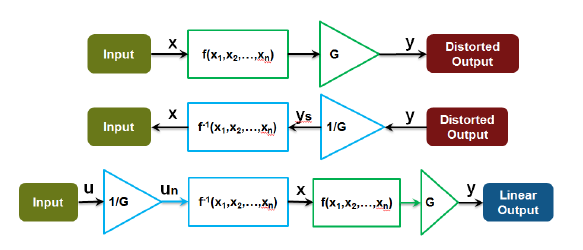 x
y
Input
f(x₁,x₂,...,xₙ)
G
Distorted
Output
x
ys
y
Input
f⁻¹(x₁,x₂,...,xₙ)
1/G
Distorted
Output
u
un
x
y
Input
1/G
f⁻¹(x₁,x₂,...,xₙ)
f(x₁,x₂,...,xₙ)
G
Linear
Output